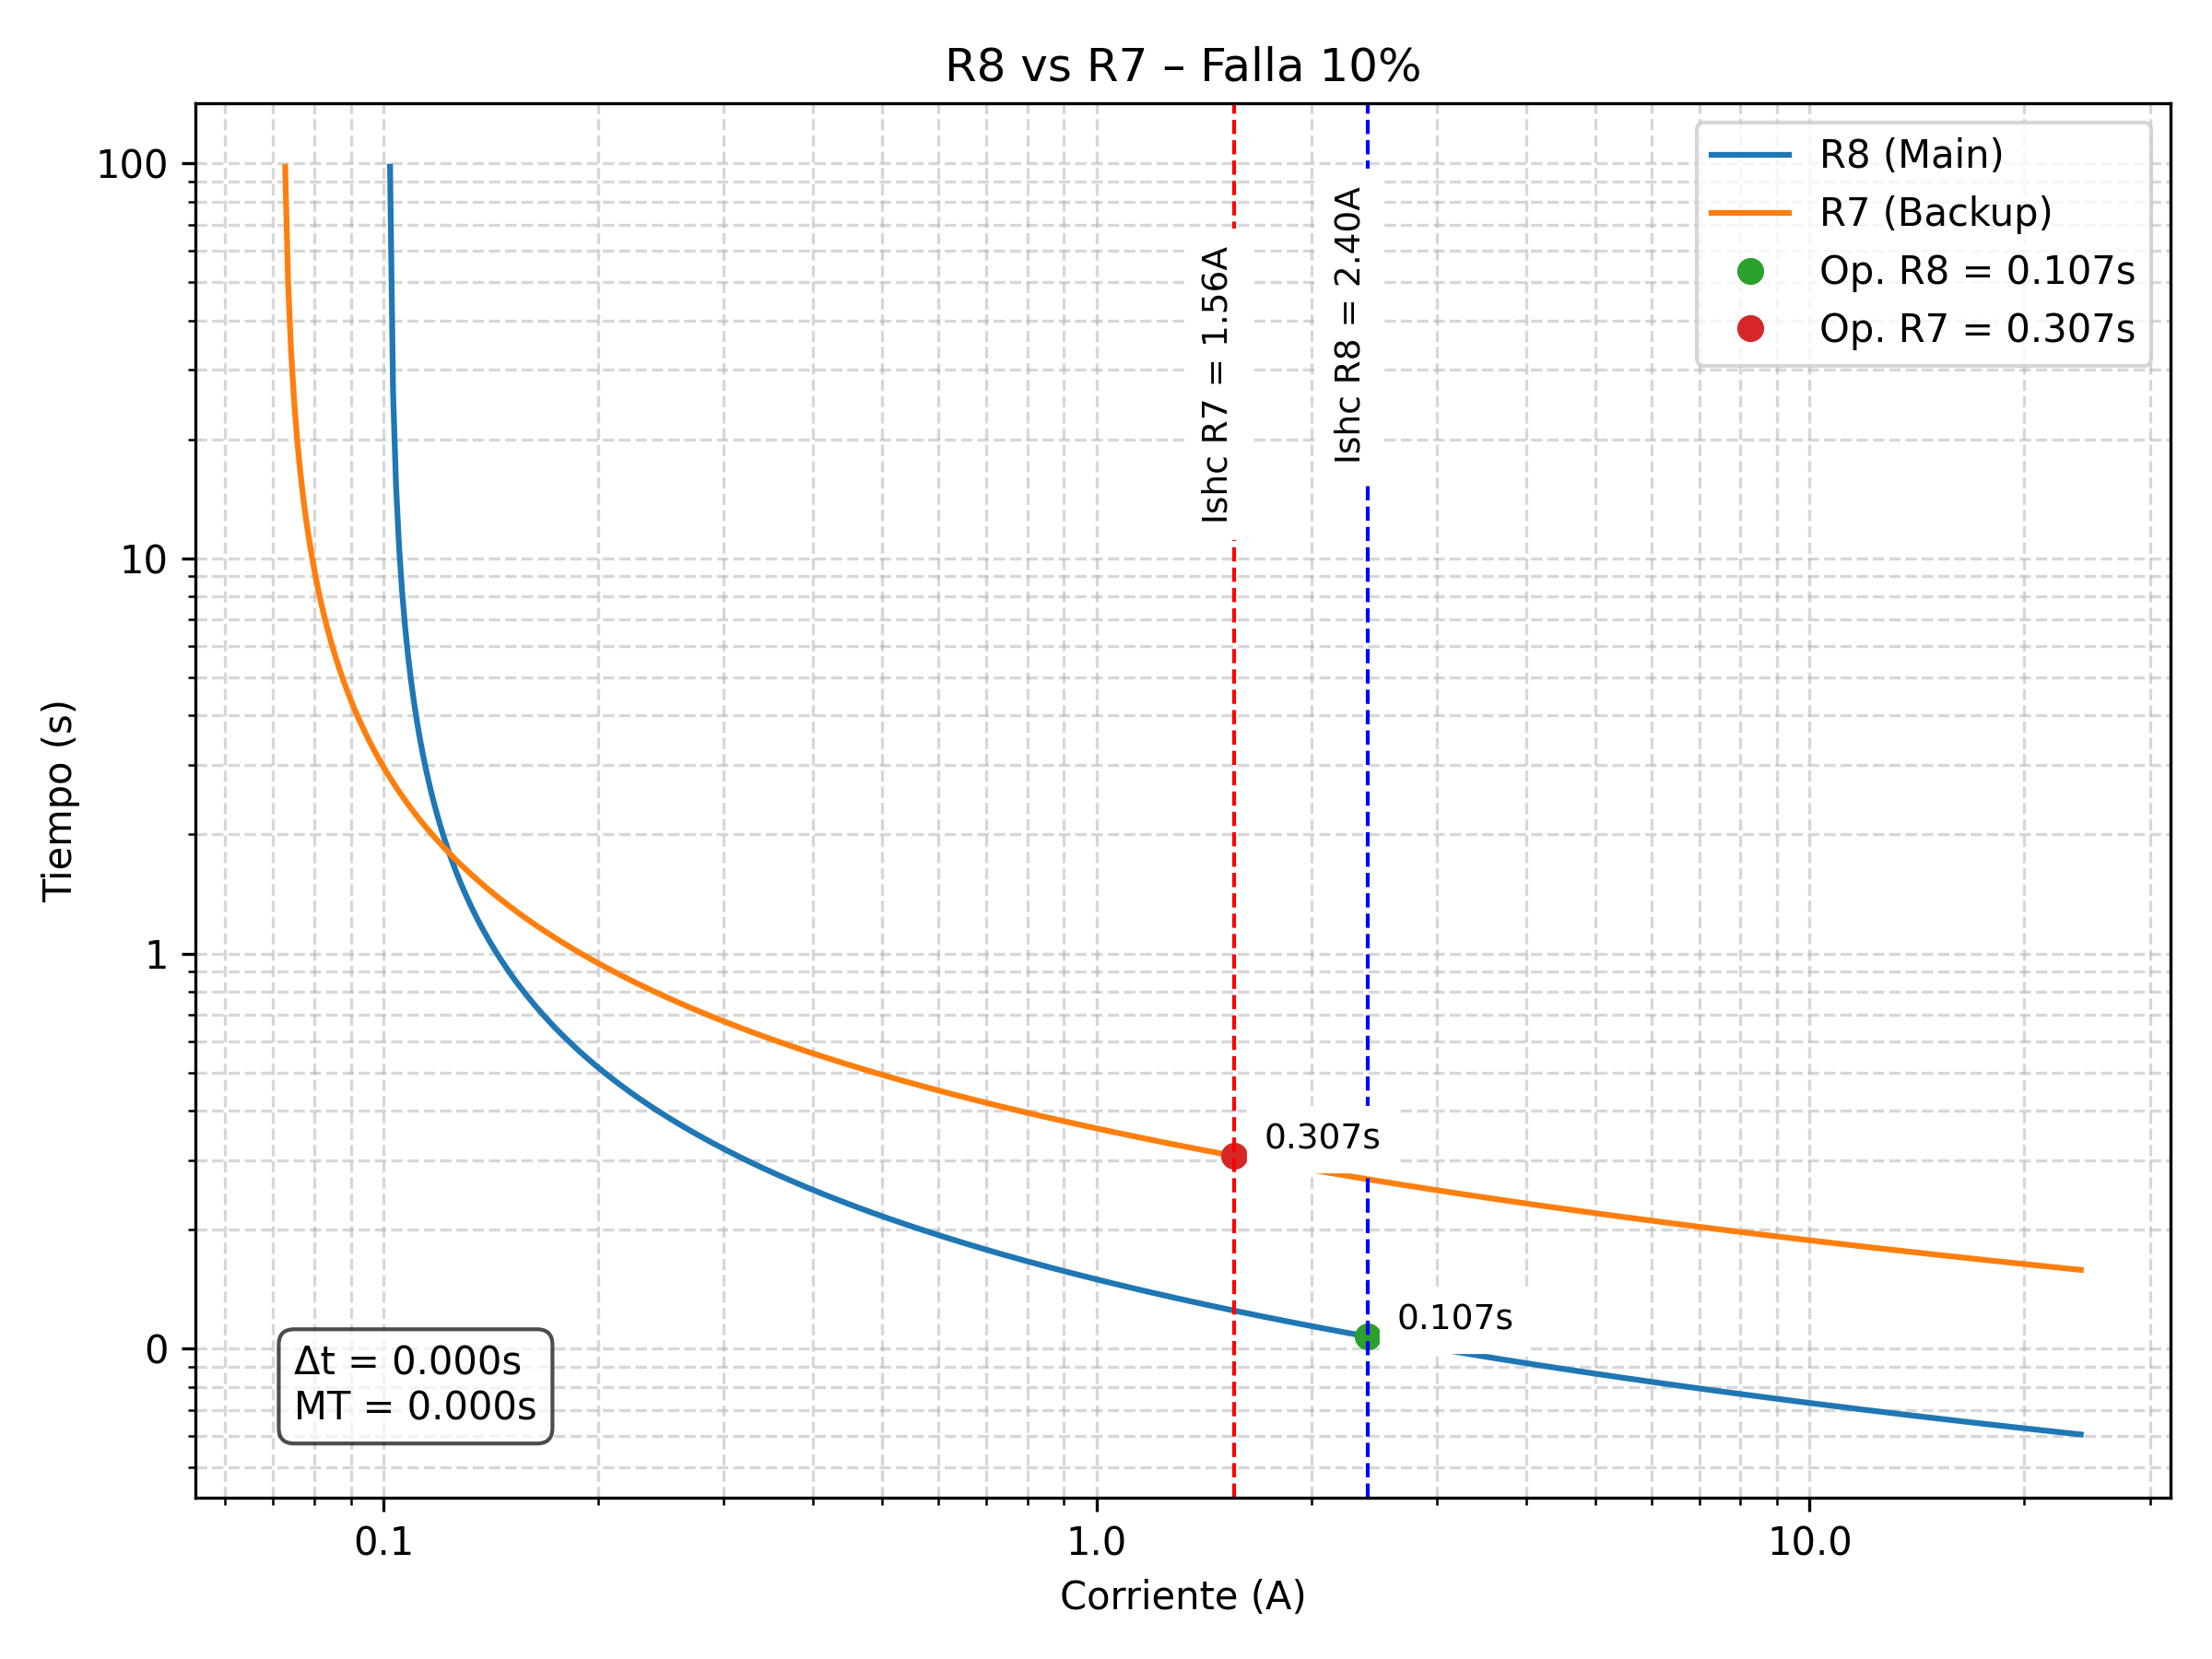 R8 vs R7 – Falla 10%
R8 (Main)
R7 (Backup)
Op. R8 = 0.107s
Op. R7 = 0.307s
Ishc R7 = 1.56A
Ishc R8 = 2.40A
100
10
1
0
Tiempo (s)
0.307s
0.107s
Δt = 0.000s
MT = 0.000s
0.1
1.0
10.0
Corriente (A)